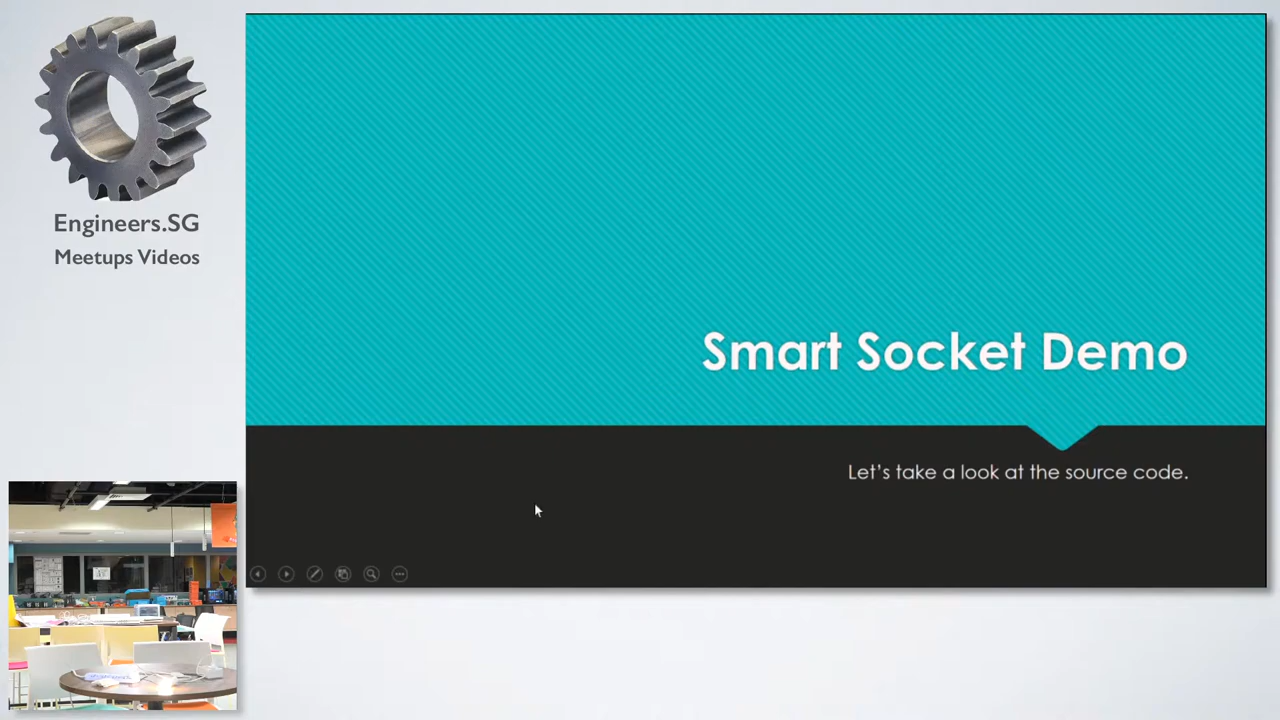 Engineers.SG
Meetups Videos
Smart Socket Demo
Let's take a look at the source code.